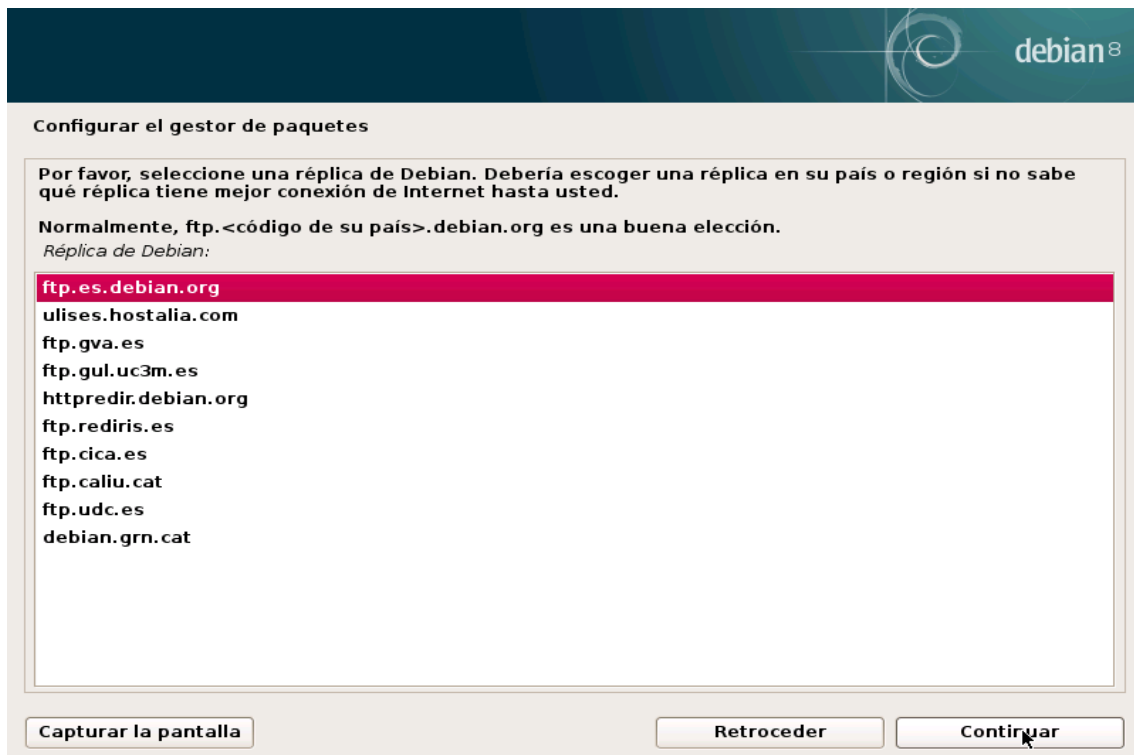 debian 8
Configurar el gestor de paquetes
Por favor, seleccione una réplica de Debian. Debería escoger una réplica en su país o región si no sabe
qué réplica tiene mejor conexión de Internet hasta usted.
Normalmente, ftp.<código de su país>.debian.org es una buena elección.
Réplica de Debian:
ftp.es.debian.org
ulises.hostalia.com
ftp.gva.es
ftp.gul.uc3m.es
httpredir.debian.org
ftp.rediris.es
ftp.cica.es
ftp.caliu.cat
ftp.udc.es
debian.grn.cat
Capturar la pantalla
Retroceder
Continuar